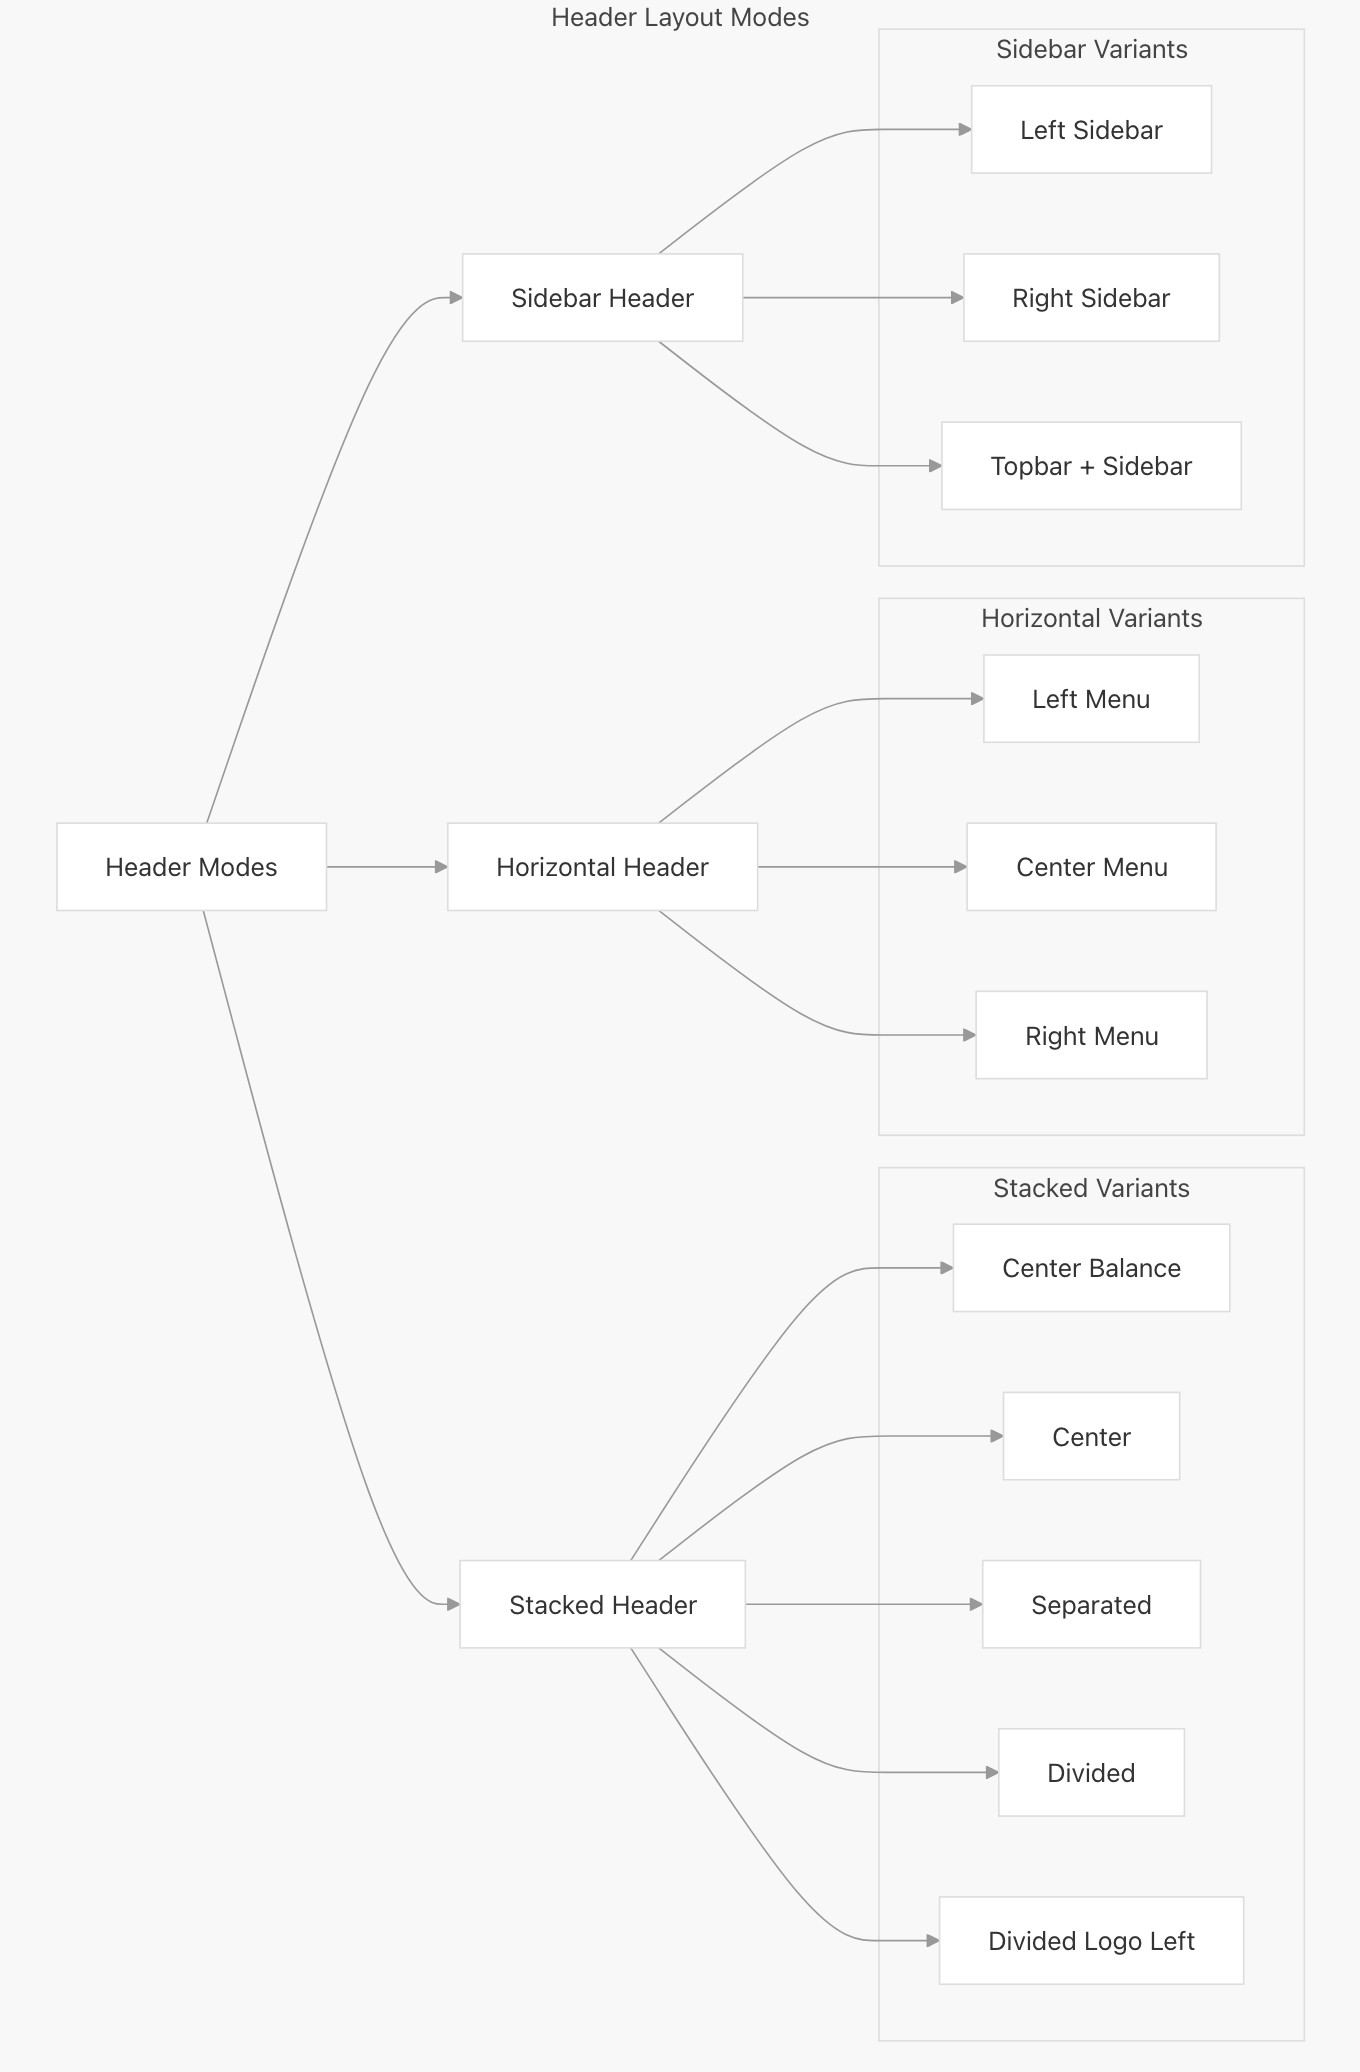 Header Layout Modes
Sidebar Variants
Left Sidebar
Sidebar Header
Right Sidebar
Topbar + Sidebar
Horizontal Variants
Left Menu
Header Modes
Horizontal Header
Center Menu
Right Menu
Stacked Variants
Center Balance
Center
Stacked Header
Separated
Divided
Divided Logo Left